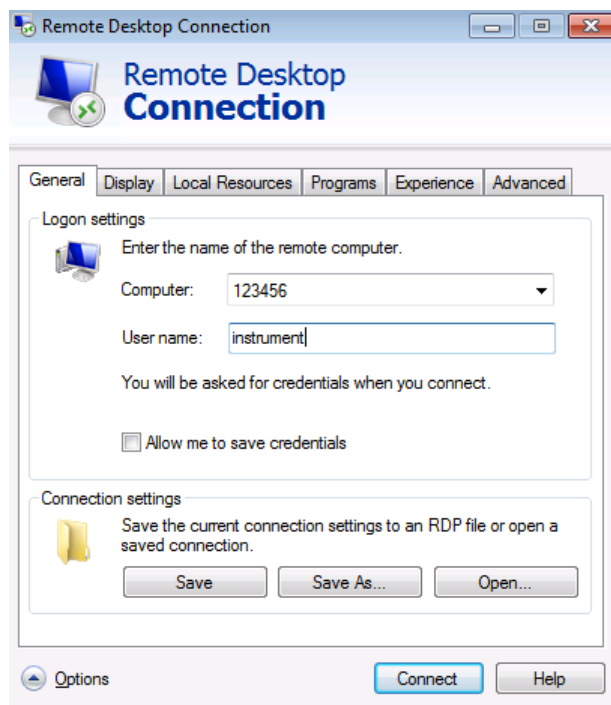 Remote Desktop Connection
Remote Desktop
Connection
General Display Local Resources Programs Experience Advanced
Logon settings
Enter the name of the remote computer.
Computer: 123456
User name: instrument
You will be asked for credentials when you connect.
Allow me to save credentials
Connection settings
Save the current connection settings to an RDP file or open a
saved connection.
Save Save As... Open...
Options Connect Help